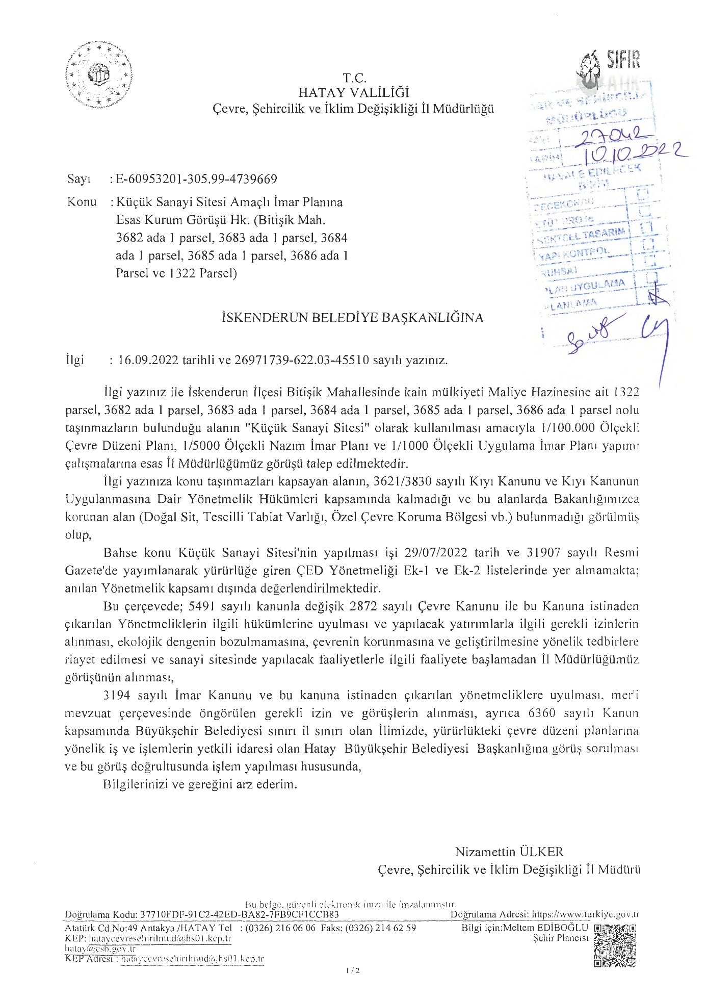 SIFIR
ATIK
T.C.
HATAY VALİLİĞİ
Çevre, Şehircilik ve İklim Değişikliği İl Müdürlüğü
VE ŞEHİRCİLİK
MÜDÜRLÜĞÜ
27042
TARİH 10.10.2022
HAVALE EDİLECEK
BİRİM
GECEKONDU
ETÜT PROJE
KENTSEL TASARIM
YAPI KONTROL
RUHSAT
PLAN UYGULAMA
PLANLAMA
Sayı : E-60953201-305.99-4739669
Konu : Küçük Sanayi Sitesi Amaçlı İmar Planına
Esas Kurum Görüşü Hk. (Bitişik Mah.
3682 ada 1 parsel, 3683 ada 1 parsel, 3684
ada 1 parsel, 3685 ada 1 parsel, 3686 ada 1
Parsel ve 1322 Parsel)
İSKENDERUN BELEDİYE BAŞKANLIĞINA
İlgi : 16.09.2022 tarihli ve 26971739-622.03-45510 sayılı yazınız.
İlgi yazınız ile İskenderun İlçesi Bitişik Mahallesinde kain mülkiyeti Maliye Hazinesine ait 1322
parsel, 3682 ada 1 parsel, 3683 ada 1 parsel, 3684 ada 1 parsel, 3685 ada 1 parsel, 3686 ada 1 parsel nolu
taşınmazların bulunduğu alanın "Küçük Sanayi Sitesi" olarak kullanılması amacıyla 1/100.000 Ölçekli
Çevre Düzeni Planı, 1/5000 Ölçekli Nazım İmar Planı ve 1/1000 Ölçekli Uygulama İmar Planı yapımı
çalışmalarına esas İl Müdürlüğümüz görüşü talep edilmektedir.
İlgi yazınıza konu taşınmazları kapsayan alanın, 3621/3830 sayılı Kıyı Kanunu ve Kıyı Kanunun
Uygulanmasına Dair Yönetmelik Hükümleri kapsamında kalmadığı ve bu alanlarda Bakanlığımızca
korunan alan (Doğal Sit, Tescilli Tabiat Varlığı, Özel Çevre Koruma Bölgesi vb.) bulunmadığı görülmüş
olup,
Bahse konu Küçük Sanayi Sitesi'nin yapılması işi 29/07/2022 tarih ve 31907 sayılı Resmi
Gazete'de yayımlanarak yürürlüğe giren ÇED Yönetmeliği Ek-1 ve Ek-2 listelerinde yer almamakta;
anılan Yönetmelik kapsamı dışında değerlendirilmektedir.
Bu çerçevede; 5491 sayılı kanunla değişik 2872 sayılı Çevre Kanunu ile bu Kanuna istinaden
çıkarılan Yönetmeliklerin ilgili hükümlerine uyulması ve yapılacak yatırımlarla ilgili gerekli izinlerin
alınması, ekolojik dengenin bozulmamasına, çevrenin korunmasına ve geliştirilmesine yönelik tedbirlere
riayet edilmesi ve sanayi sitesinde yapılacak faaliyetlerle ilgili faaliyete başlamadan İl Müdürlüğümüz
görüşünün alınması,
3194 sayılı İmar Kanunu ve bu kanuna istinaden çıkarılan yönetmeliklere uyulması, mer'i
mevzuat çerçevesinde öngörülen gerekli izin ve görüşlerin alınması, ayrıca 6360 sayılı Kanun
kapsamında Büyükşehir Belediyesi sınırı il sınırı olan İlimizde, yürürlükteki çevre düzeni planlarına
yönelik iş ve işlemlerin yetkili idaresi olan Hatay Büyükşehir Belediyesi Başkanlığına görüş sorulması
ve bu görüş doğrultusunda işlem yapılması hususunda,
Bilgilerinizi ve gereğini arz ederim.
Nizamettin ÜLKER
Çevre, Şehircilik ve İklim Değişikliği İl Müdürü
Bu belge, güvenli elektronik imza ile imzalanmıştır.
Doğrulama Kodu: 37710FDF-91C2-42ED-BA82-7FB9CF1CCB83 Doğrulama Adresi: https://www.turkiye.gov.tr
Atatürk Cd.No:49 Antakya /HATAY Tel : (0326) 216 06 06 Faks: (0326) 214 62 59 Bilgi için:Meltem EDİBOĞLU
KEP: hataycevresehirilmud@hs01.kep.tr Şehir Plancısı
hatay@csb.gov.tr
KEP Adresi : hataycevresehirilmud@hs01.kep.tr
1 / 2